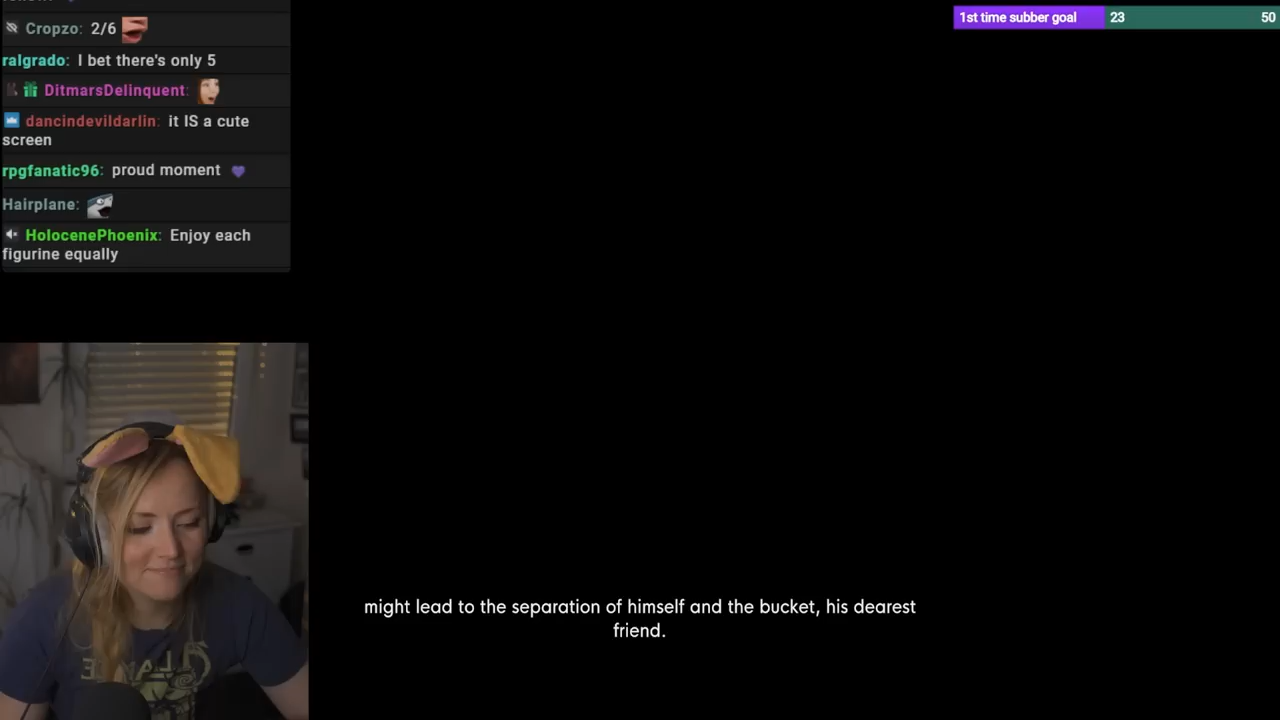 Cropzo: 2/6
ralgrado: I bet there's only 5
DitmarsDelinquent:
dancindevildarlin: it IS a cute
screen
rpgfanatic96: proud moment
Hairplane:
HolocenePhoenix: Enjoy each
figurine equally
1st time subber goal 23 50
might lead to the separation of himself and the bucket, his dearest
friend.